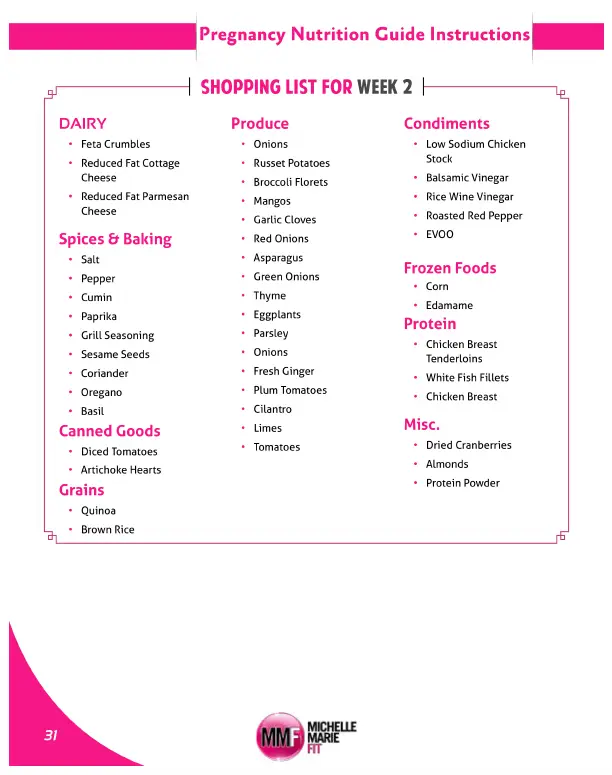 Pregnancy Nutrition Guide Instructions
SHOPPING LIST FOR WEEK 2
DAIRY
• Feta Crumbles
• Reduced Fat Cottage
Cheese
• Reduced Fat Parmesan
Cheese
Spices & Baking
• Salt
• Pepper
• Cumin
• Paprika
• Grill Seasoning
• Sesame Seeds
• Coriander
• Oregano
• Basil
Canned Goods
• Diced Tomatoes
• Artichoke Hearts
Grains
• Quinoa
• Brown Rice
Produce
• Onions
• Russet Potatoes
• Broccoli Florets
• Mangos
• Garlic Cloves
• Red Onions
• Asparagus
• Green Onions
• Thyme
• Eggplants
• Parsley
• Onions
• Fresh Ginger
• Plum Tomatoes
• Cilantro
• Limes
• Tomatoes
Condiments
• Low Sodium Chicken
Stock
• Balsamic Vinegar
• Rice Wine Vinegar
• Roasted Red Pepper
• EVOO
Frozen Foods
• Corn
• Edamame
Protein
• Chicken Breast
Tenderloins
• White Fish Fillets
• Chicken Breast
Misc.
• Dried Cranberries
• Almonds
• Protein Powder
31
MMF
MICHELLE
MARIE
FIT